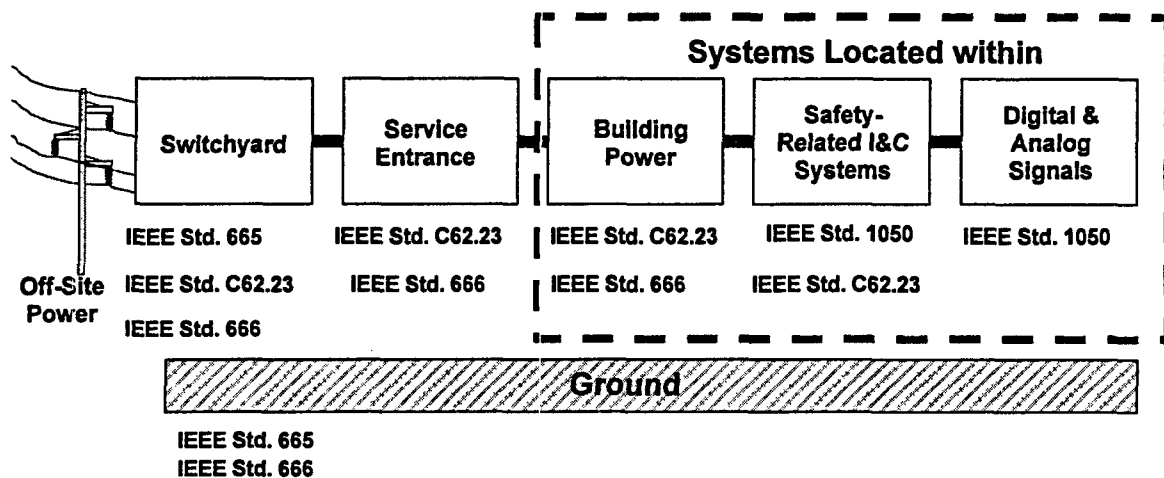 Systems Located within
Switchyard
Service
Entrance
Building
Power
Safety-
Related I&C
Systems
Digital &
Analog
Signals
IEEE Std. 665
IEEE Std. C62.23
IEEE Std. 666
IEEE Std. C62.23
IEEE Std. 666
IEEE Std. C62.23
IEEE Std. 666
IEEE Std. 1050
IEEE Std. C62.23
IEEE Std. 1050
Off-Site
Power
Ground
IEEE Std. 665
IEEE Std. 666